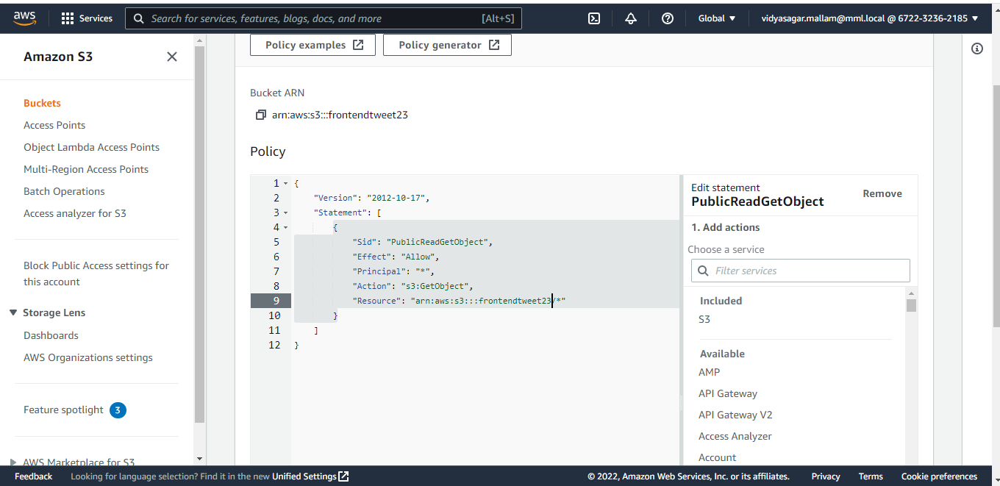 aws
Services
Search for services, features, blogs, docs, and more
[Alt+S]
Global
vidyasagar.mallam@mml.local @ 6722-3236-2185
Amazon S3
Buckets
Access Points
Object Lambda Access Points
Multi-Region Access Points
Batch Operations
Access analyzer for S3
Block Public Access settings for
this account
Storage Lens
Dashboards
AWS Organizations settings
Feature spotlight 3
AWS Marketplace for S3
Policy examples
Policy generator
Bucket ARN
arn:aws:s3:::frontendtweet23
Policy
1 {
2 "Version": "2012-10-17",
3 "Statement": [
4 {
5 "Sid": "PublicReadGetObject",
6 "Effect": "Allow",
7 "Principal": "*",
8 "Action": "s3:GetObject",
9 "Resource": "arn:aws:s3:::frontendtweet23/*"
10 }
11 ]
12 }
Edit statement
PublicReadGetObject
Remove
1. Add actions
Choose a service
Filter services
Included
S3
Available
AMP
API Gateway
API Gateway V2
Access Analyzer
Account
Feedback
Looking for language selection? Find it in the new Unified Settings
© 2022, Amazon Web Services, Inc. or its affiliates.
Privacy
Terms
Cookie preferences